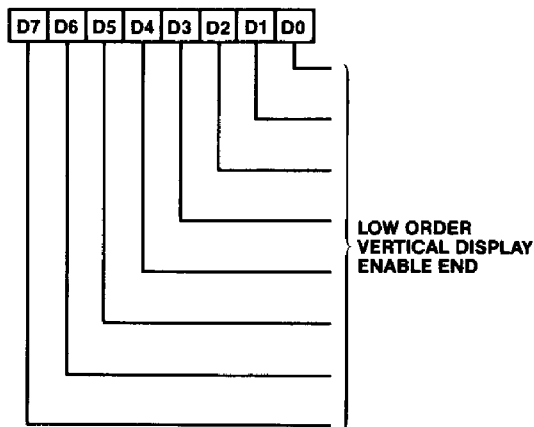 D7 D6 D5 D4 D3 D2 D1 D0
LOW ORDER
VERTICAL DISPLAY
ENABLE END